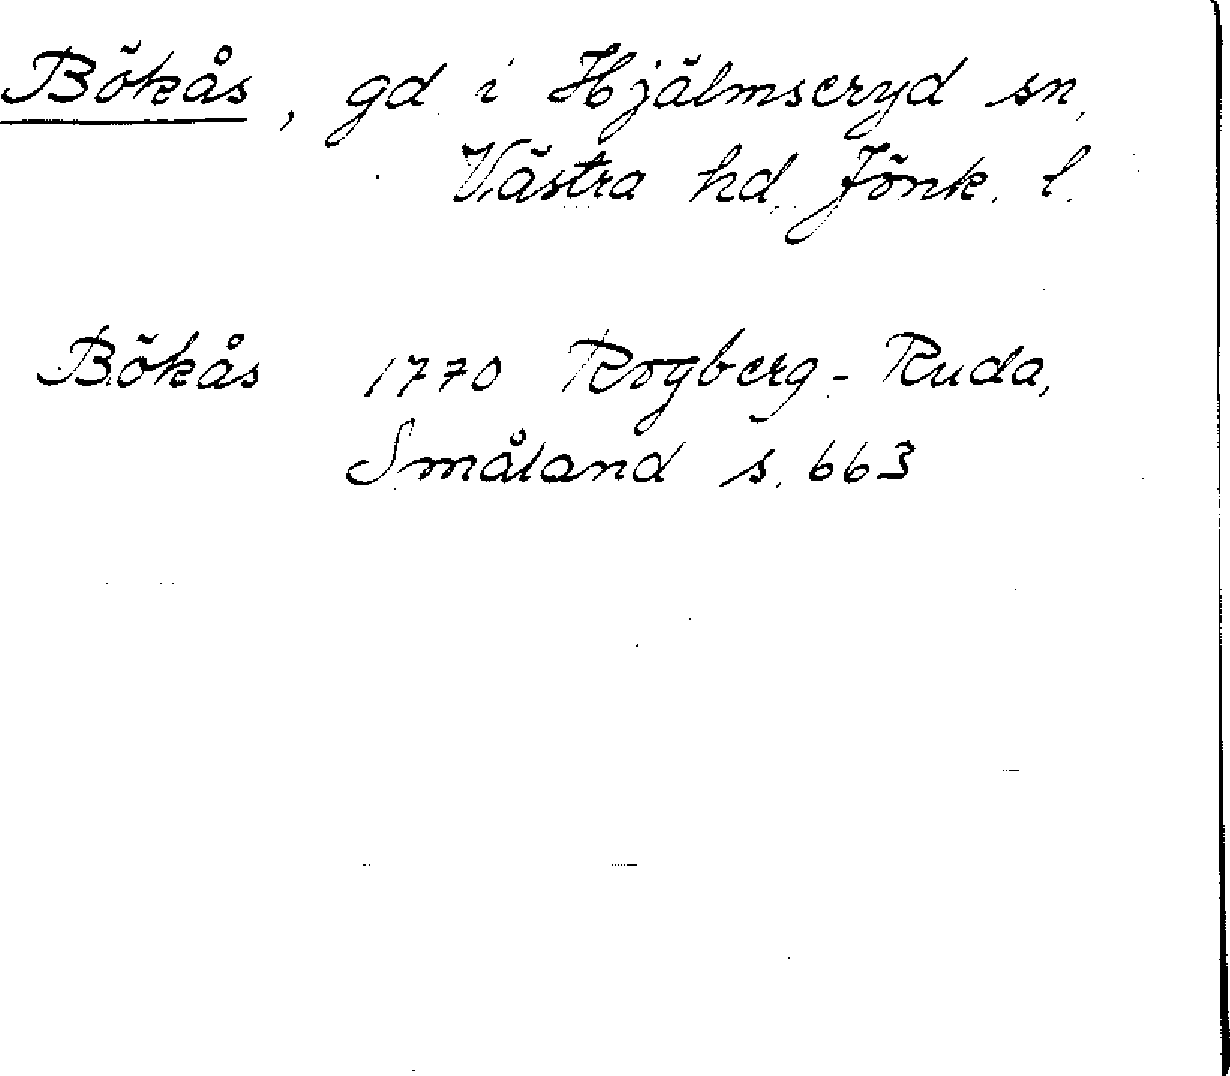 Bökås, gd. i Hjälmseryd sn,
Västra hd. Jönk. l.
Bökås 1770 Rogberg-Ruda,
Småland s. 663